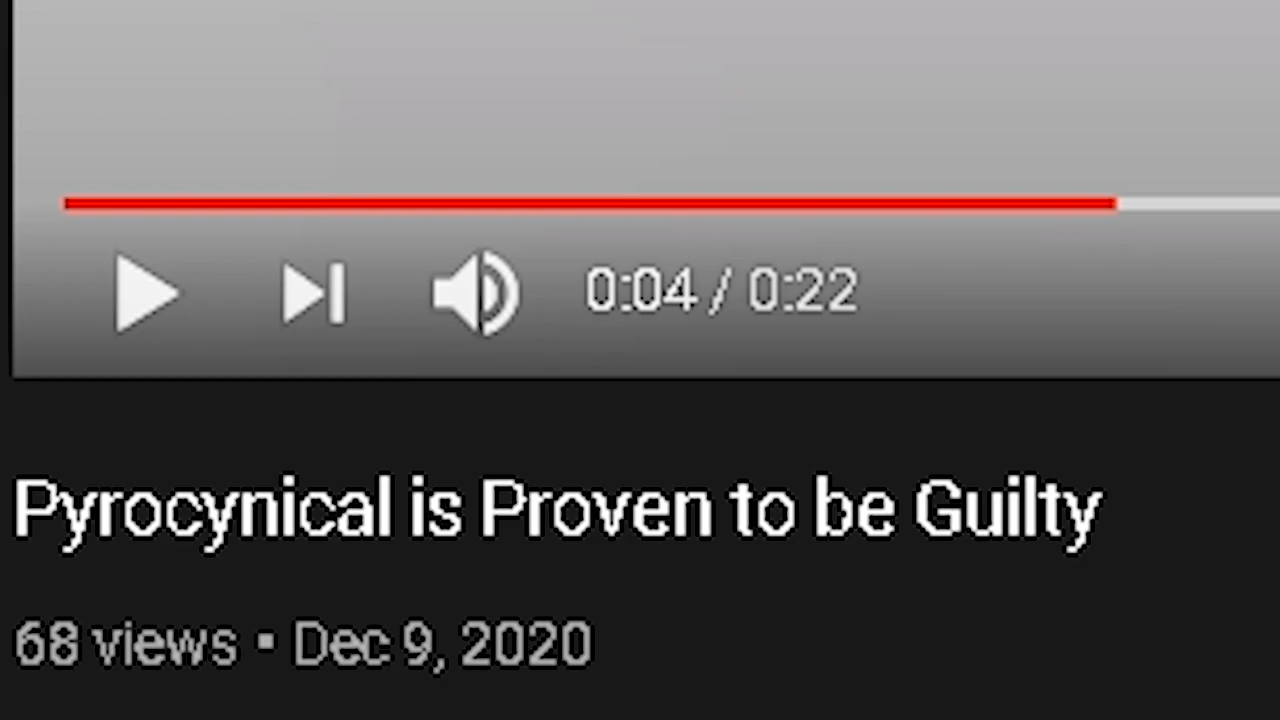 0:04 / 0:22
Pyrocynical is Proven to be Guilty
68 views • Dec 9, 2020